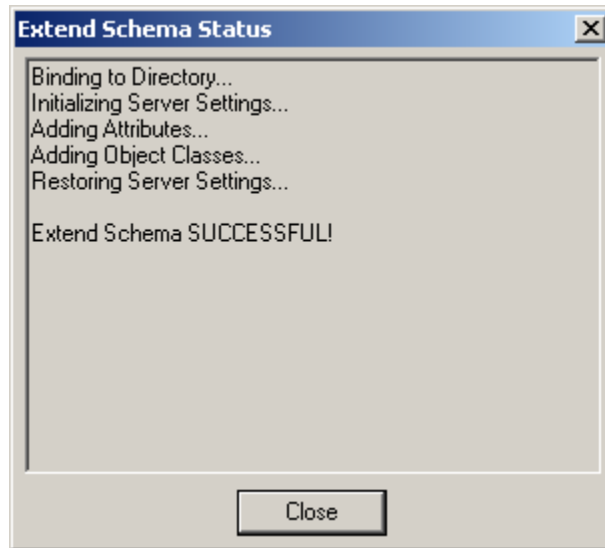 Extend Schema Status
Binding to Directory...
Initializing Server Settings...
Adding Attributes...
Adding Object Classes...
Restoring Server Settings...
Extend Schema SUCCESSFUL!
Close